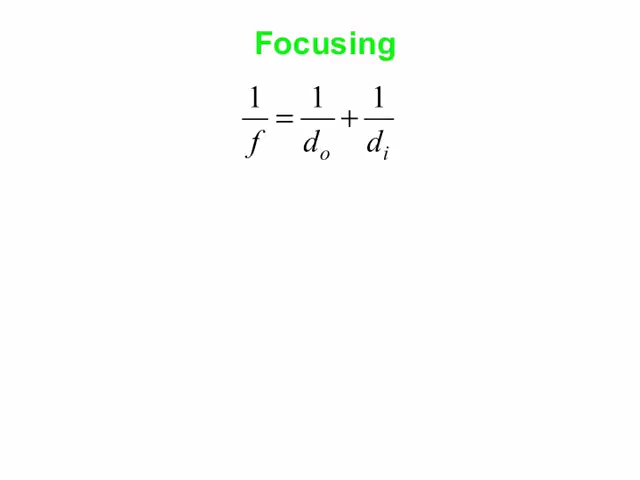 Focusing
1/f = 1/d_o + 1/d_i